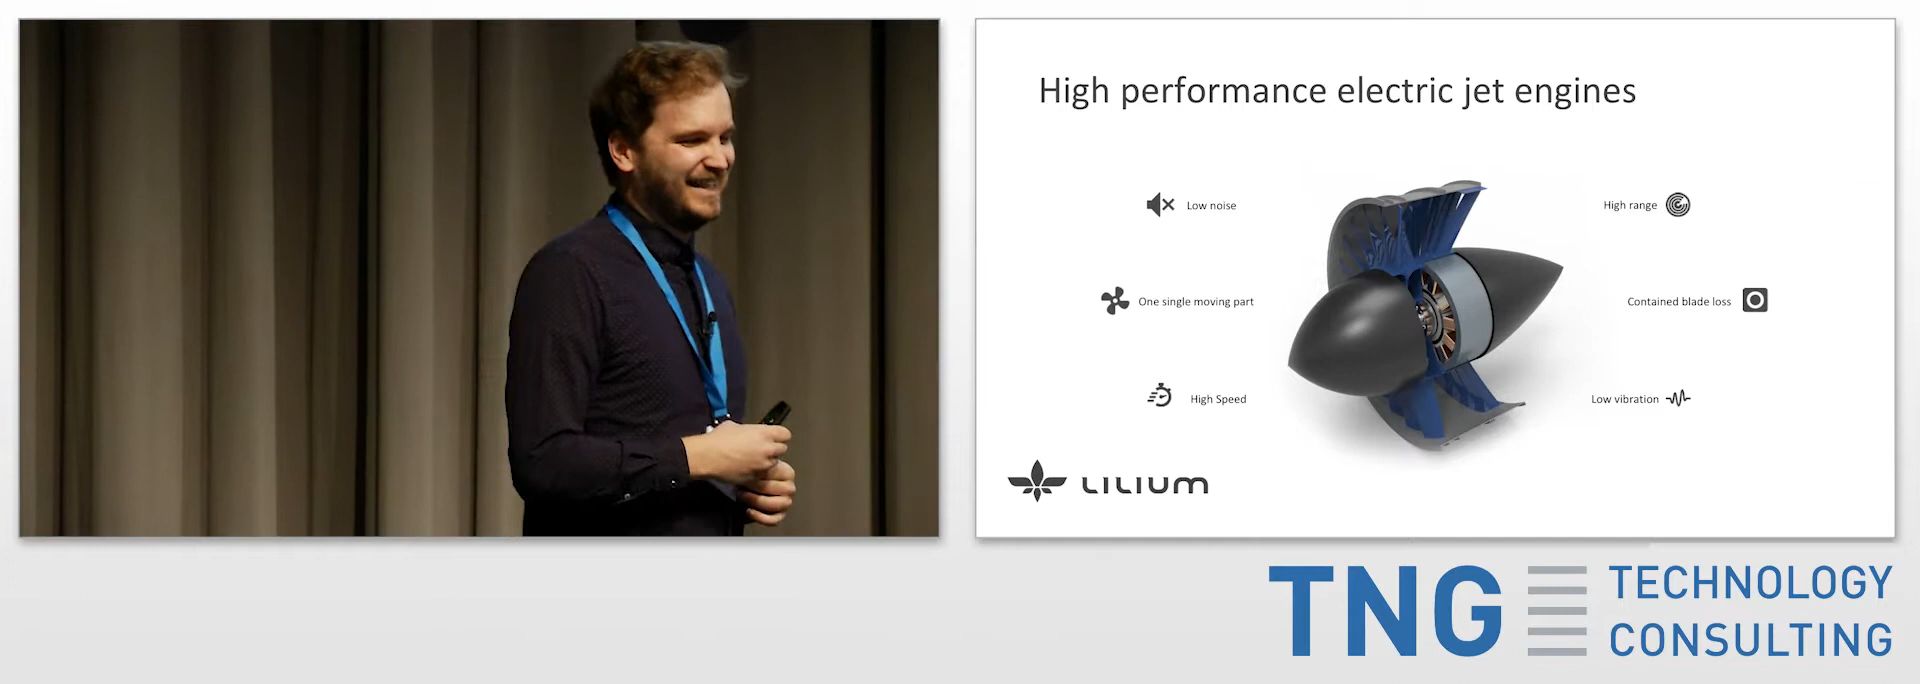 High performance electric jet engines
Low noise
High range
One single moving part
Contained blade loss
High Speed
Low vibration
LILIUM
TNG TECHNOLOGY
CONSULTING